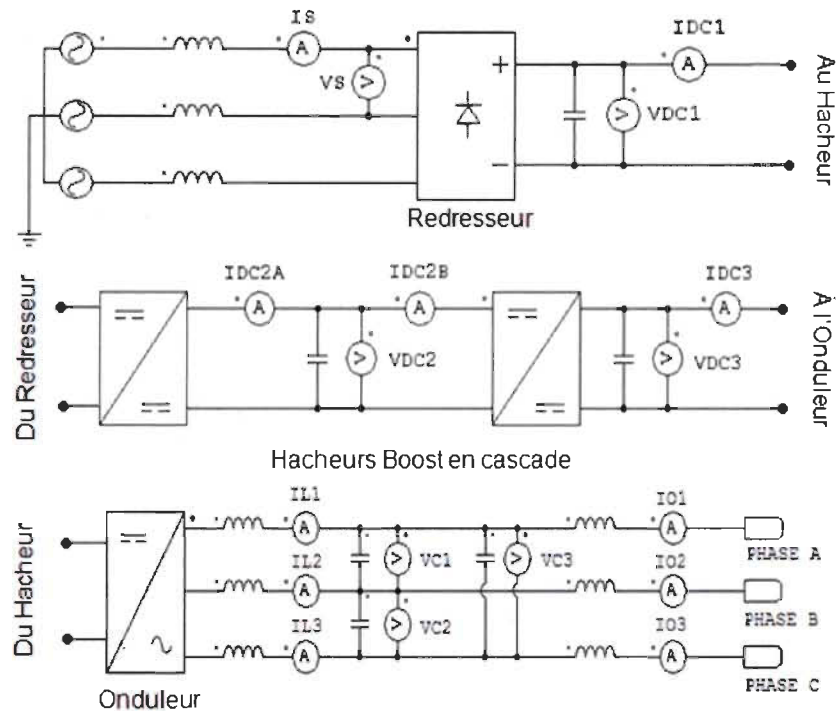 IS
A
VS
V
+
−
Redresseur
IDC1
A
V
VDC1
Au Hacheur
Du Redresseur
IDC2A
A
V
VDC2
IDC2B
A
IDC3
A
V
VDC3
À l'Onduleur
Hacheurs Boost en cascade
Du Hacheur
Onduleur
IL1
A
IL2
A
IL3
A
V
VC1
V
VC2
V
VC3
IO1
A
PHASE A
IO2
A
PHASE B
IO3
A
PHASE C